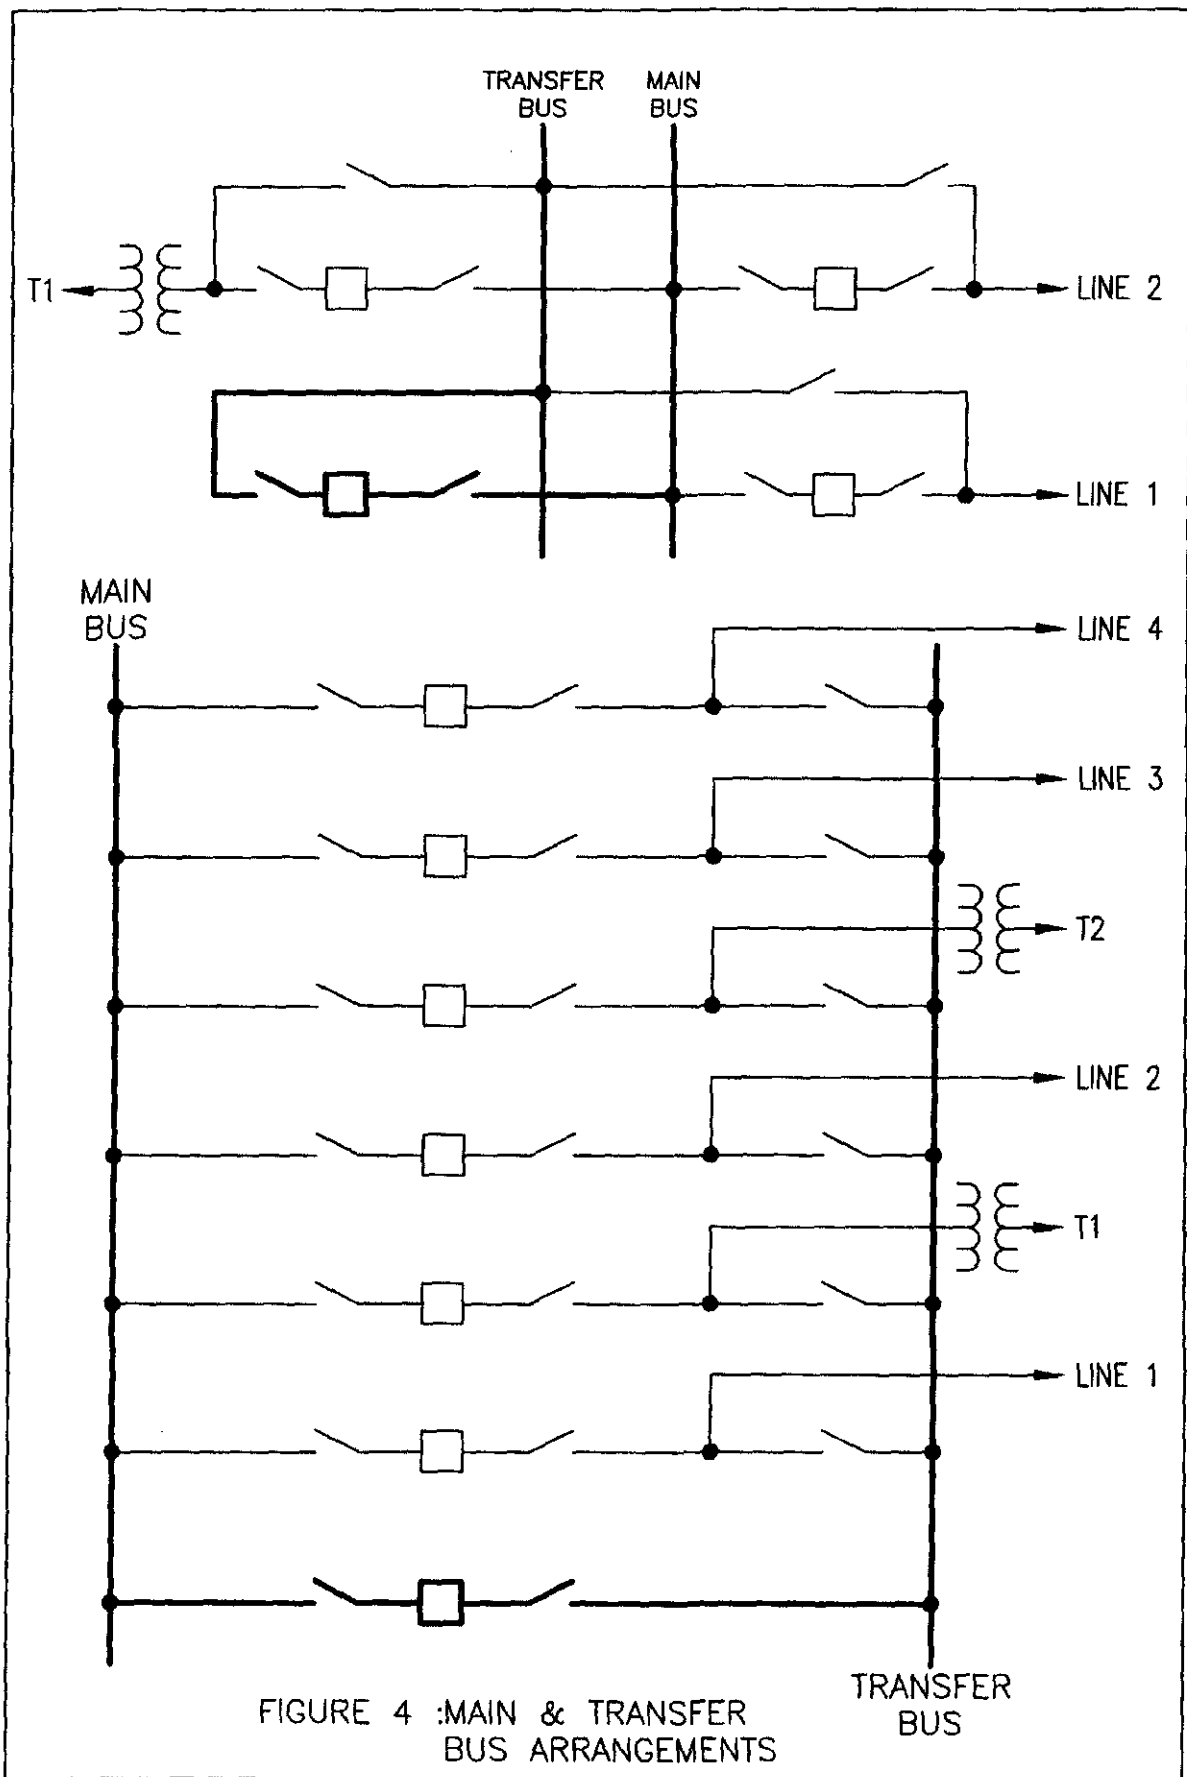 TRANSFER BUS
MAIN BUS
T1
LINE 2
LINE 1
MAIN BUS
LINE 4
LINE 3
T2
LINE 2
T1
LINE 1
TRANSFER BUS
FIGURE 4 :MAIN & TRANSFER
BUS ARRANGEMENTS